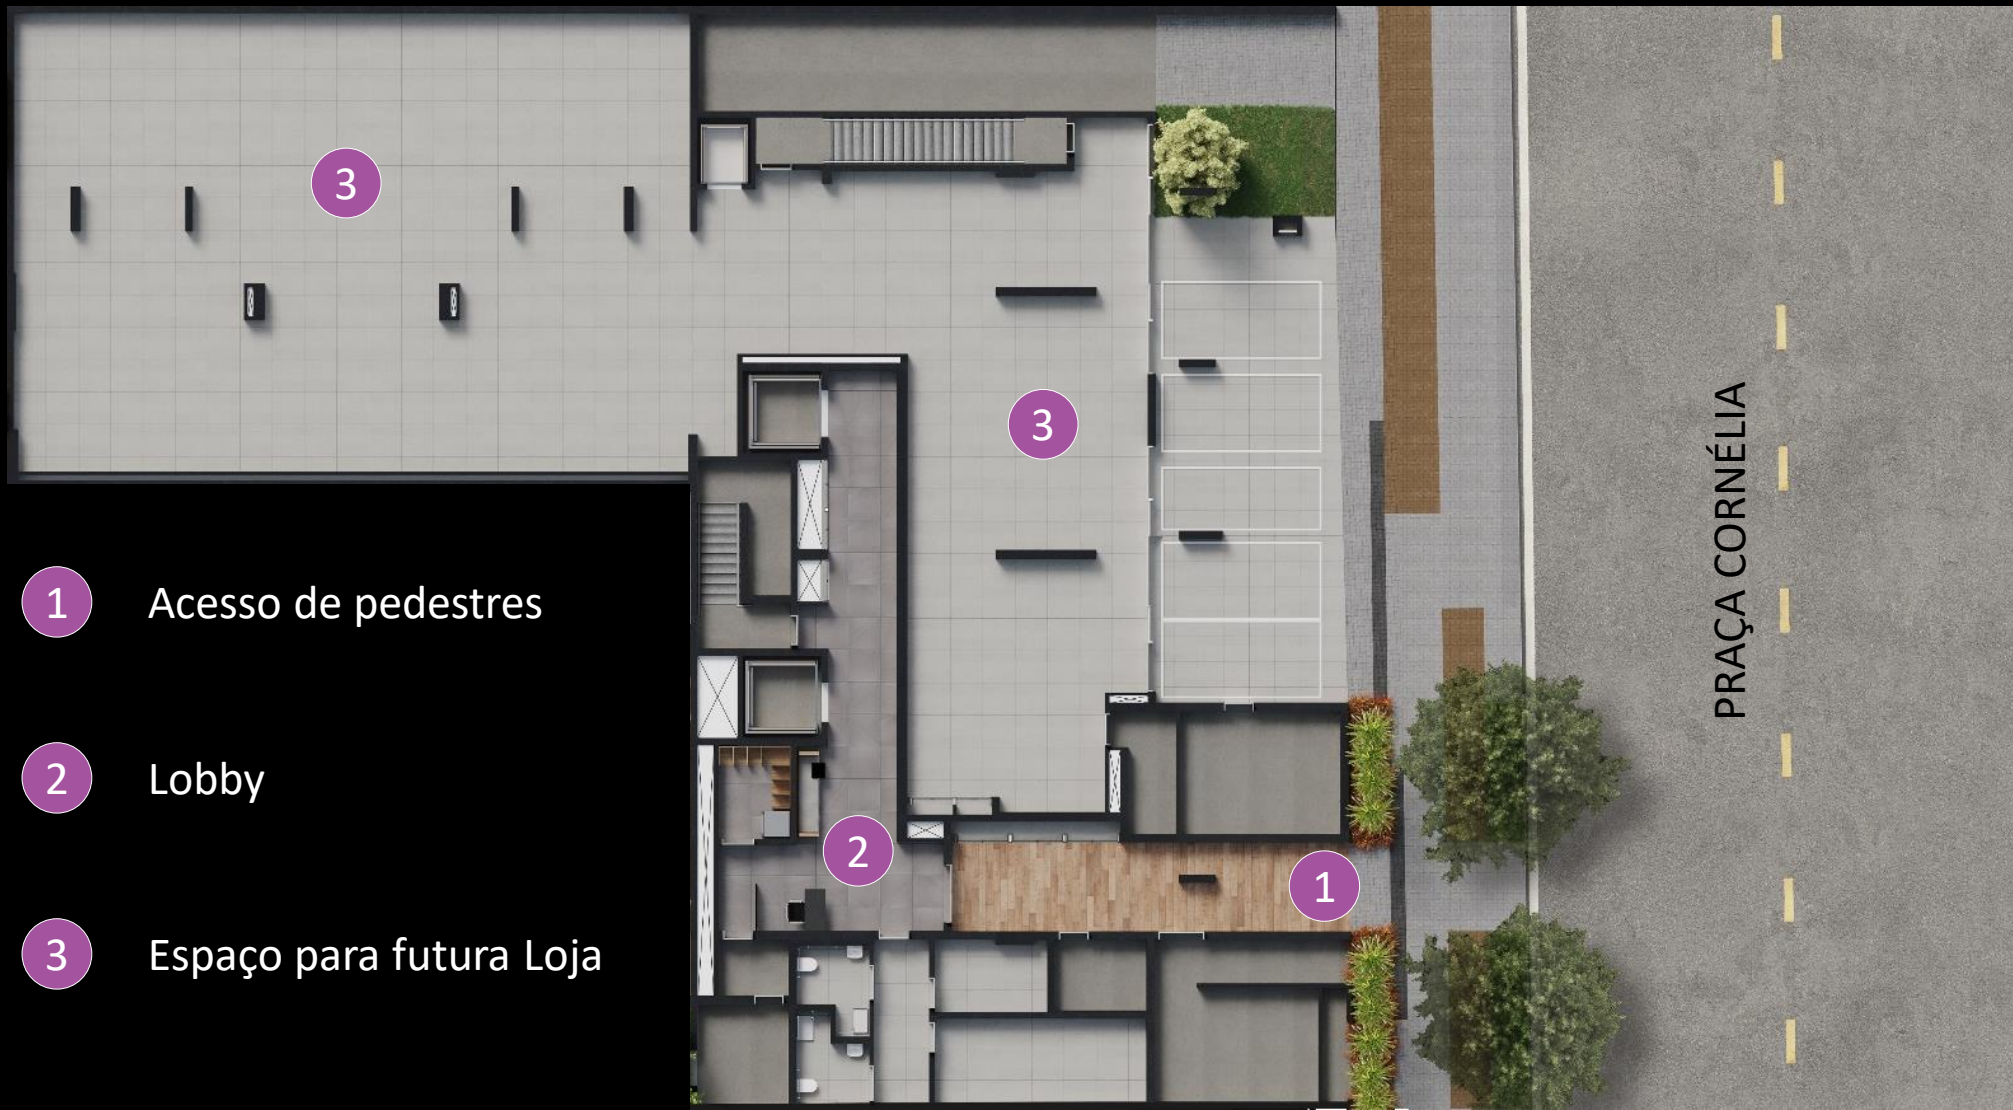 3
3
1 Acesso de pedestres
2 Lobby
3 Espaço para futura Loja
2
1
PRAÇA CORNÉLIA